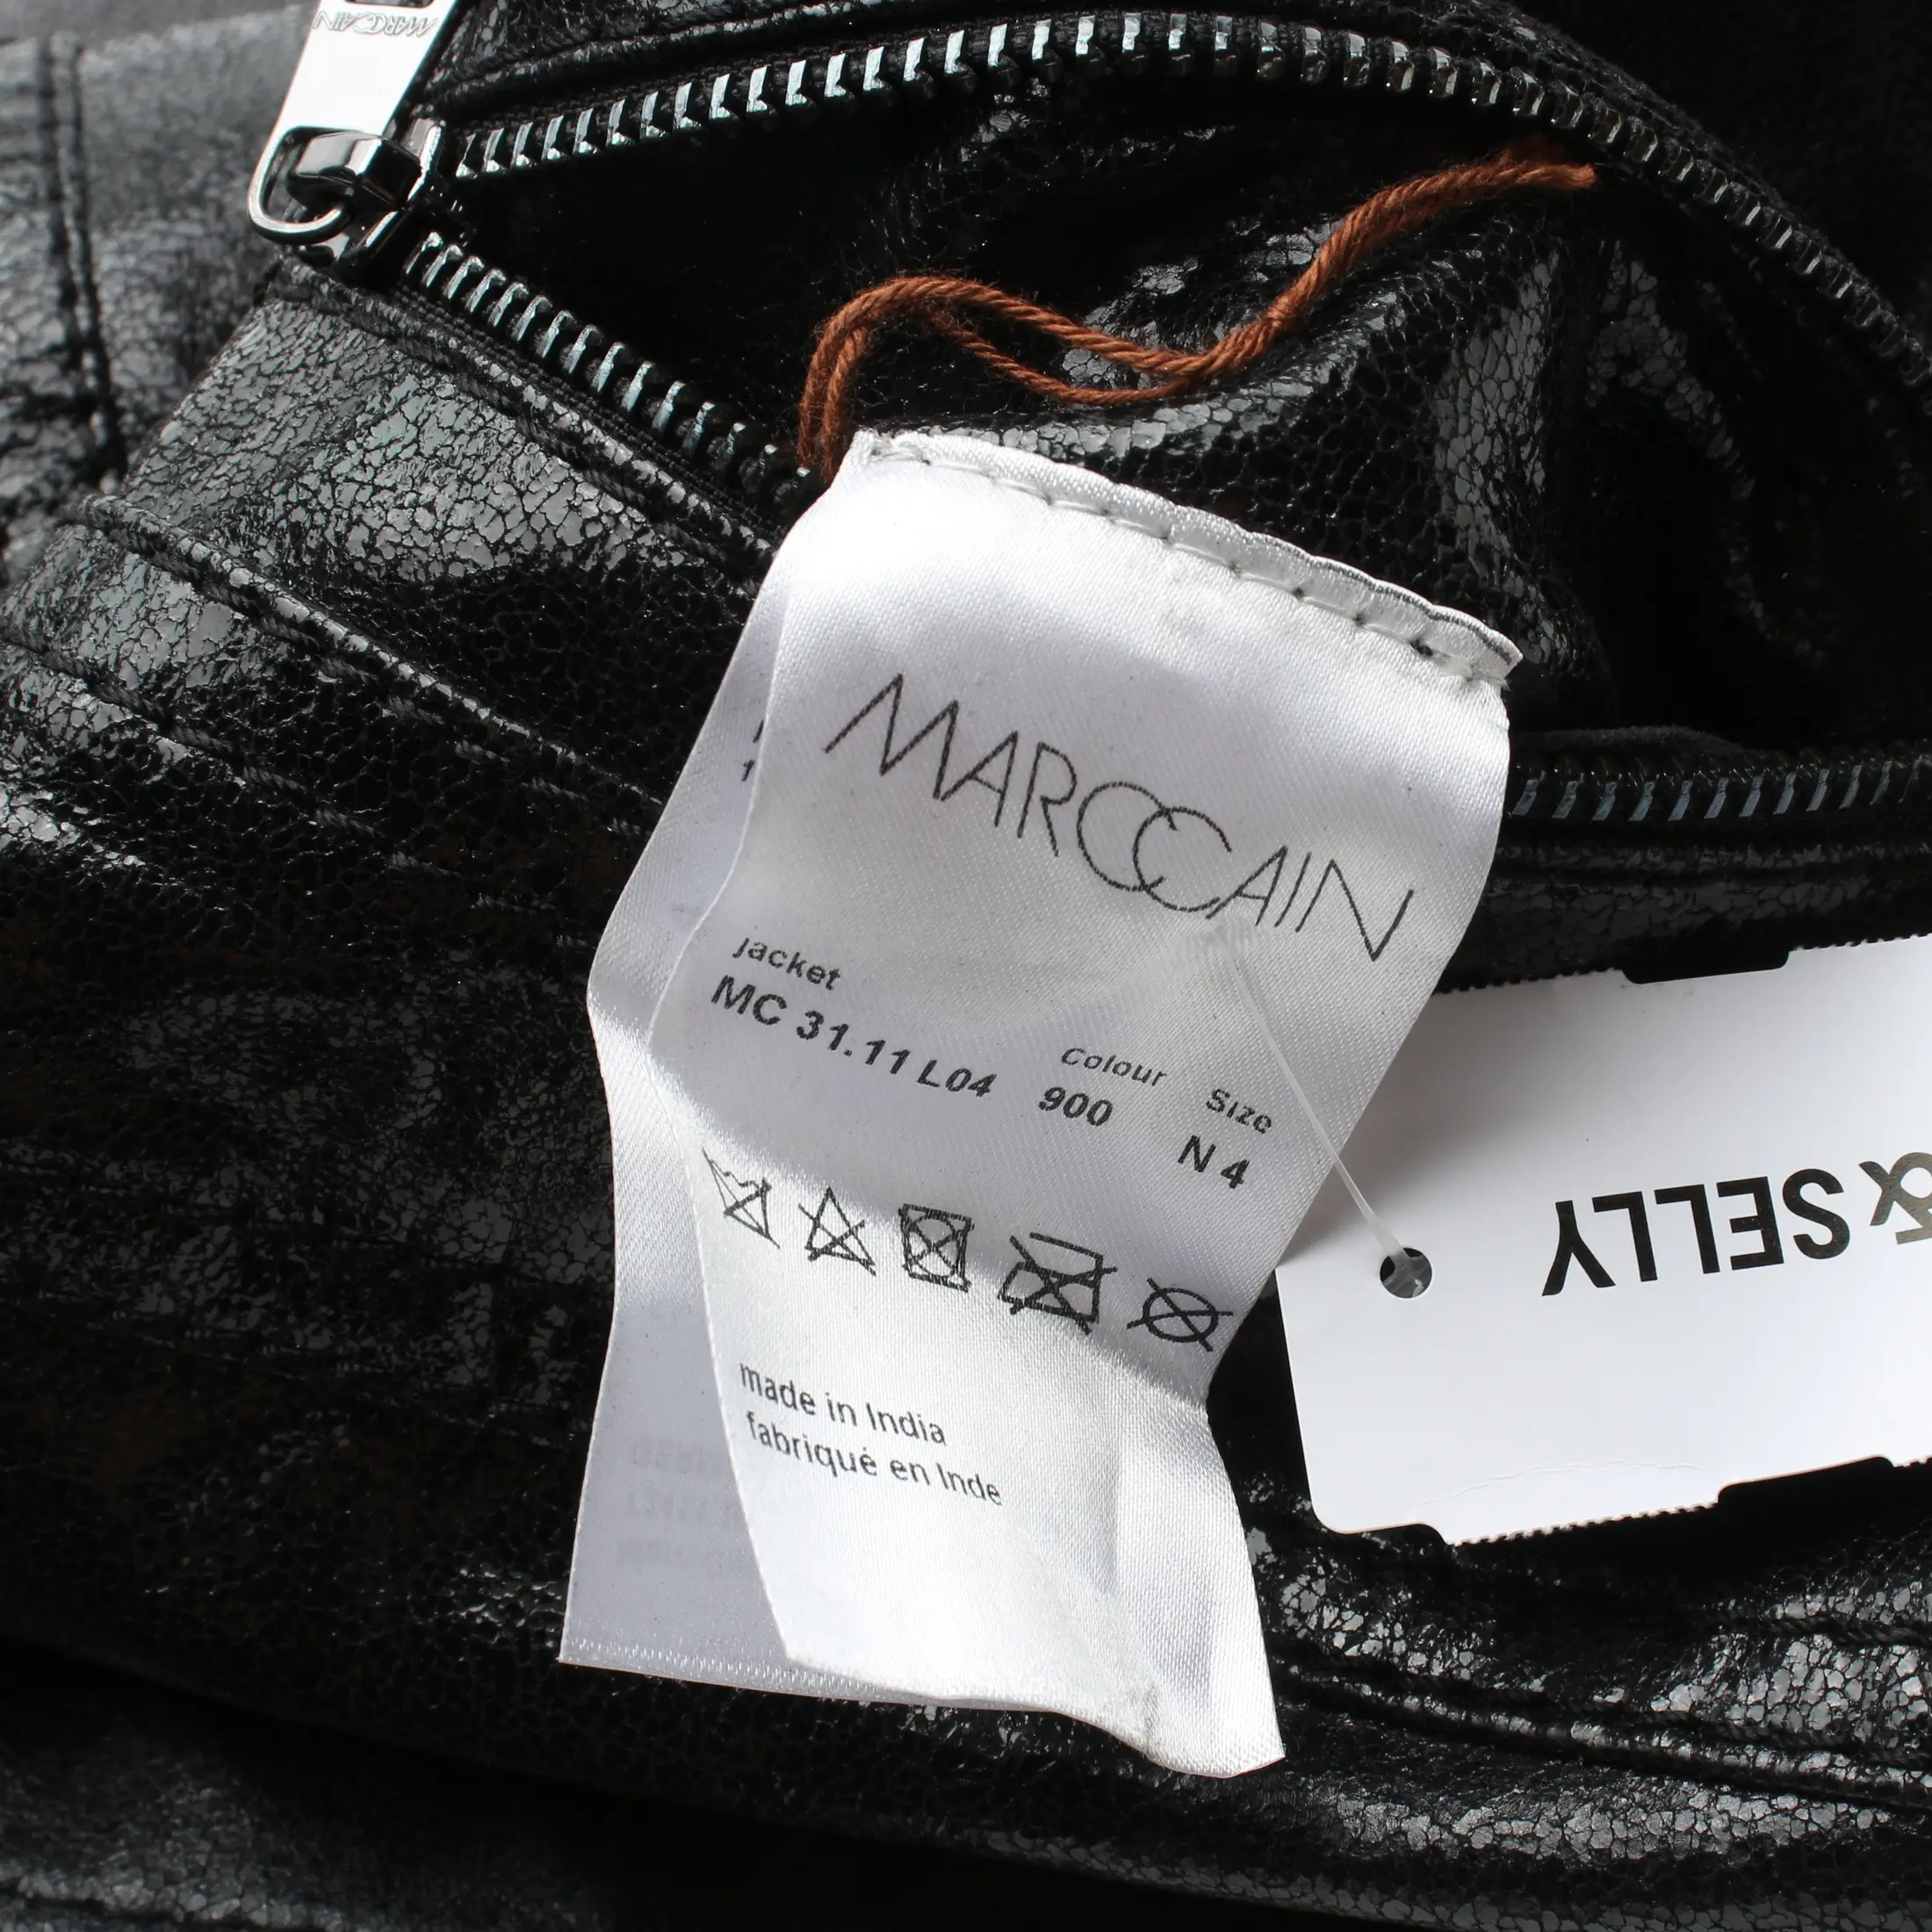 MARCCAIN
MARCCAIN
jacket
MC 31.11 L04
Colour
900
Size
N 4
made in India
fabriqué en Inde
& SELLY